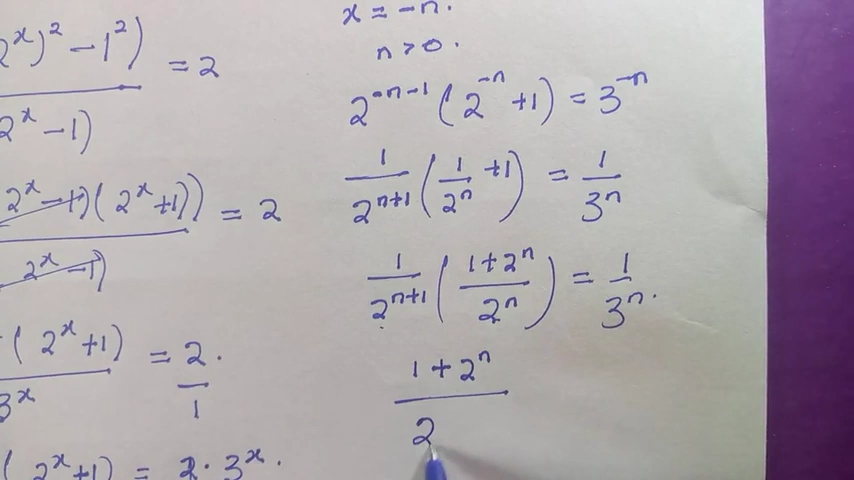 2^x)^2 - 1^2) = 2
2^x - 1)
2^x - 1)(2^x + 1)) = 2
2^x - 1)
( 2^x + 1) = 2.
3^x 1
( 2^x + 1) = 2 · 3^x.
x = -n.
n > 0.
2^{-n-1} (2^{-n} + 1) = 3^{-n}
1/2^{n+1} (1/2^n + 1) = 1/3^n
1/2^{n+1} ((1 + 2^n)/2^n) = 1/3^n.
1 + 2^n
2